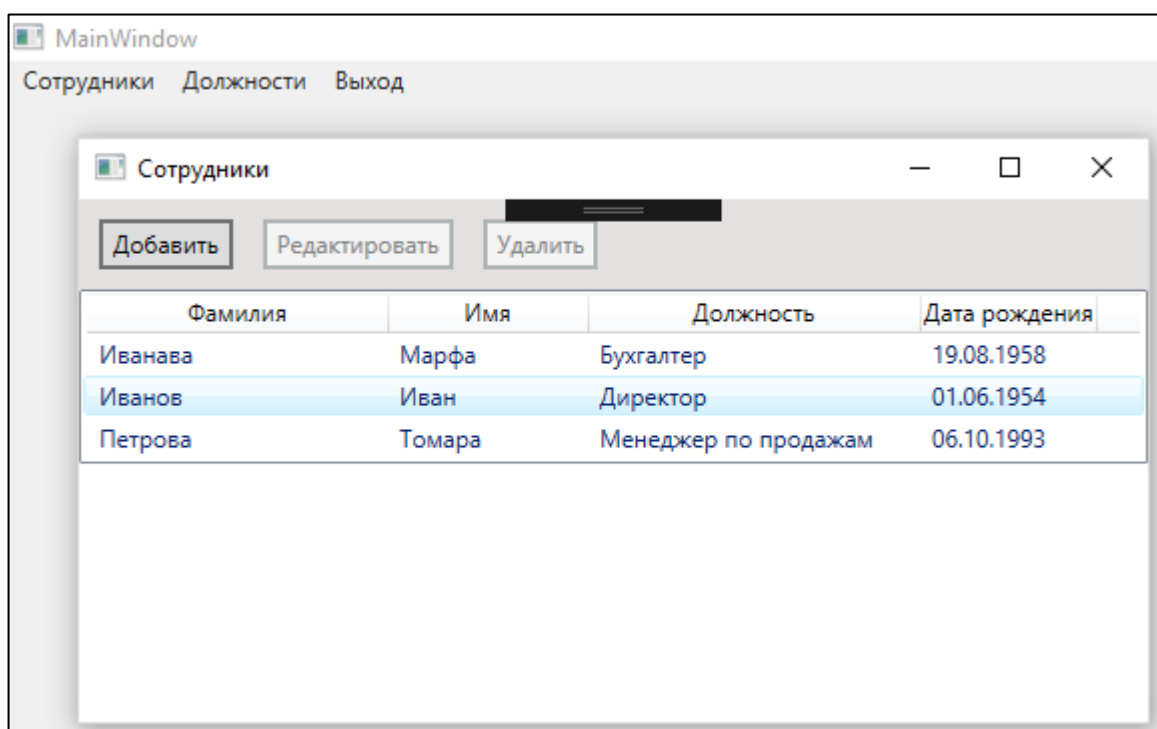 MainWindow
Сотрудники Должности Выход
Сотрудники
Добавить Редактировать Удалить
Фамилия Имя Должность Дата рождения
Иванава Марфа Бухгалтер 19.08.1958
Иванов Иван Директор 01.06.1954
Петрова Томара Менеджер по продажам 06.10.1993